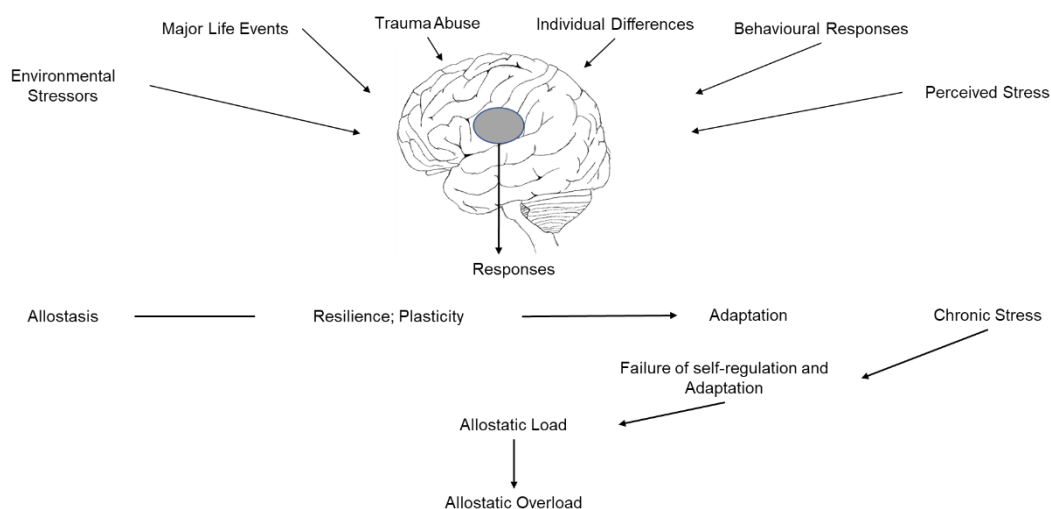 Major Life Events
Trauma Abuse
Individual Differences
Behavioural Responses
Environmental
Stressors
Perceived Stress
Responses
Allostasis
Resilience; Plasticity
Adaptation
Chronic Stress
Failure of self-regulation and
Adaptation
Allostatic Load
Allostatic Overload